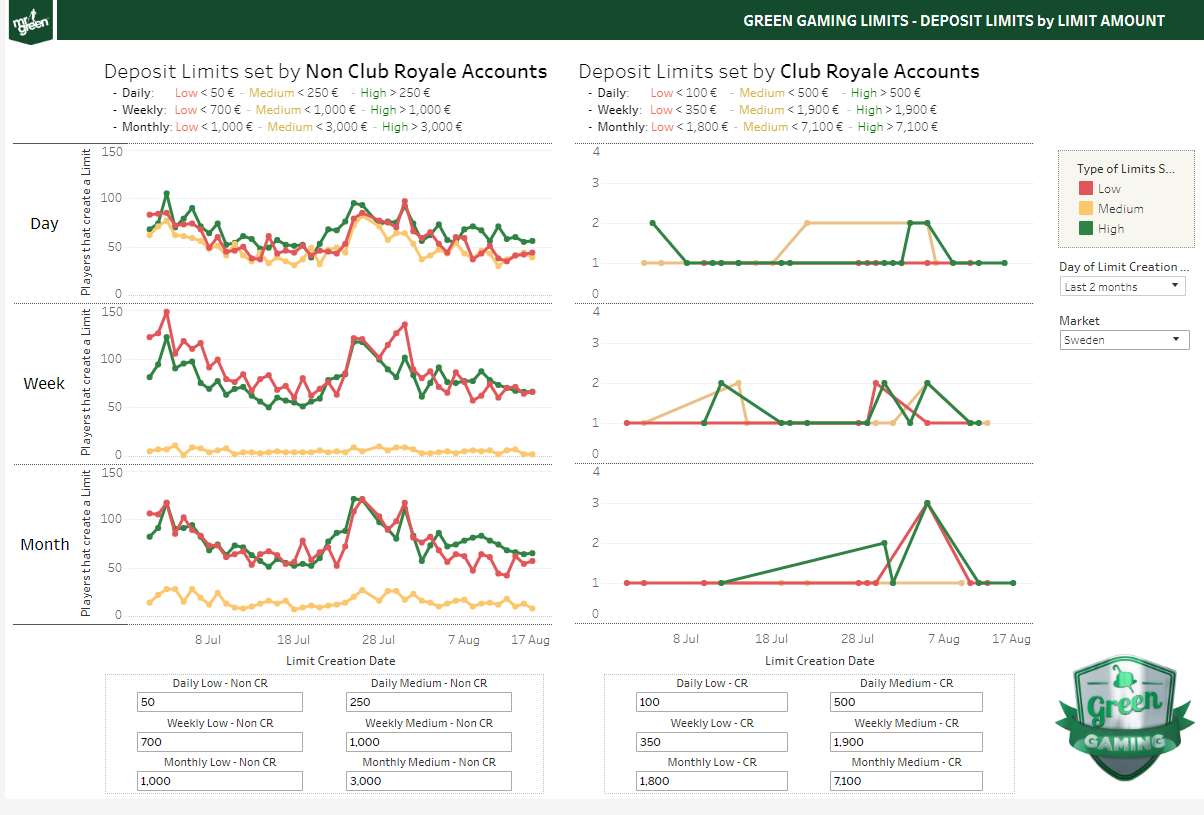 mr green
GREEN GAMING LIMITS - DEPOSIT LIMITS by LIMIT AMOUNT
Deposit Limits set by Non Club Royale Accounts
- Daily: Low < 50 € - Medium < 250 € - High > 250 €
- Weekly: Low < 700 € - Medium < 1,000 € - High > 1,000 €
- Monthly: Low < 1,000 € - Medium < 3,000 € - High > 3,000 €
Deposit Limits set by Club Royale Accounts
- Daily: Low < 100 € - Medium < 500 € - High > 500 €
- Weekly: Low < 350 € - Medium < 1,900 € - High > 1,900 €
- Monthly: Low < 1,800 € - Medium < 7,100 € - High > 7,100 €
Day
Players that create a Limit
150
100
50
0
4
3
2
1
0
Week
Players that create a Limit
150
100
50
0
4
3
2
1
0
Month
Players that create a Limit
150
100
50
0
4
3
2
1
0
8 Jul 18 Jul 28 Jul 7 Aug 17 Aug
Limit Creation Date
8 Jul 18 Jul 28 Jul 7 Aug 17 Aug
Limit Creation Date
Type of Limits S...
Low
Medium
High
Day of Limit Creation ...
Last 2 months
Market
Sweden
Daily Low - Non CR Daily Medium - Non CR
50 250
Weekly Low - Non CR Weekly Medium - Non CR
700 1,000
Monthly Low - Non CR Monthly Medium - Non CR
1,000 3,000
Daily Low - CR Daily Medium - CR
100 500
Weekly Low - CR Weekly Medium - CR
350 1,900
Monthly Low - CR Monthly Medium - CR
1,800 7,100
Green
GAMING